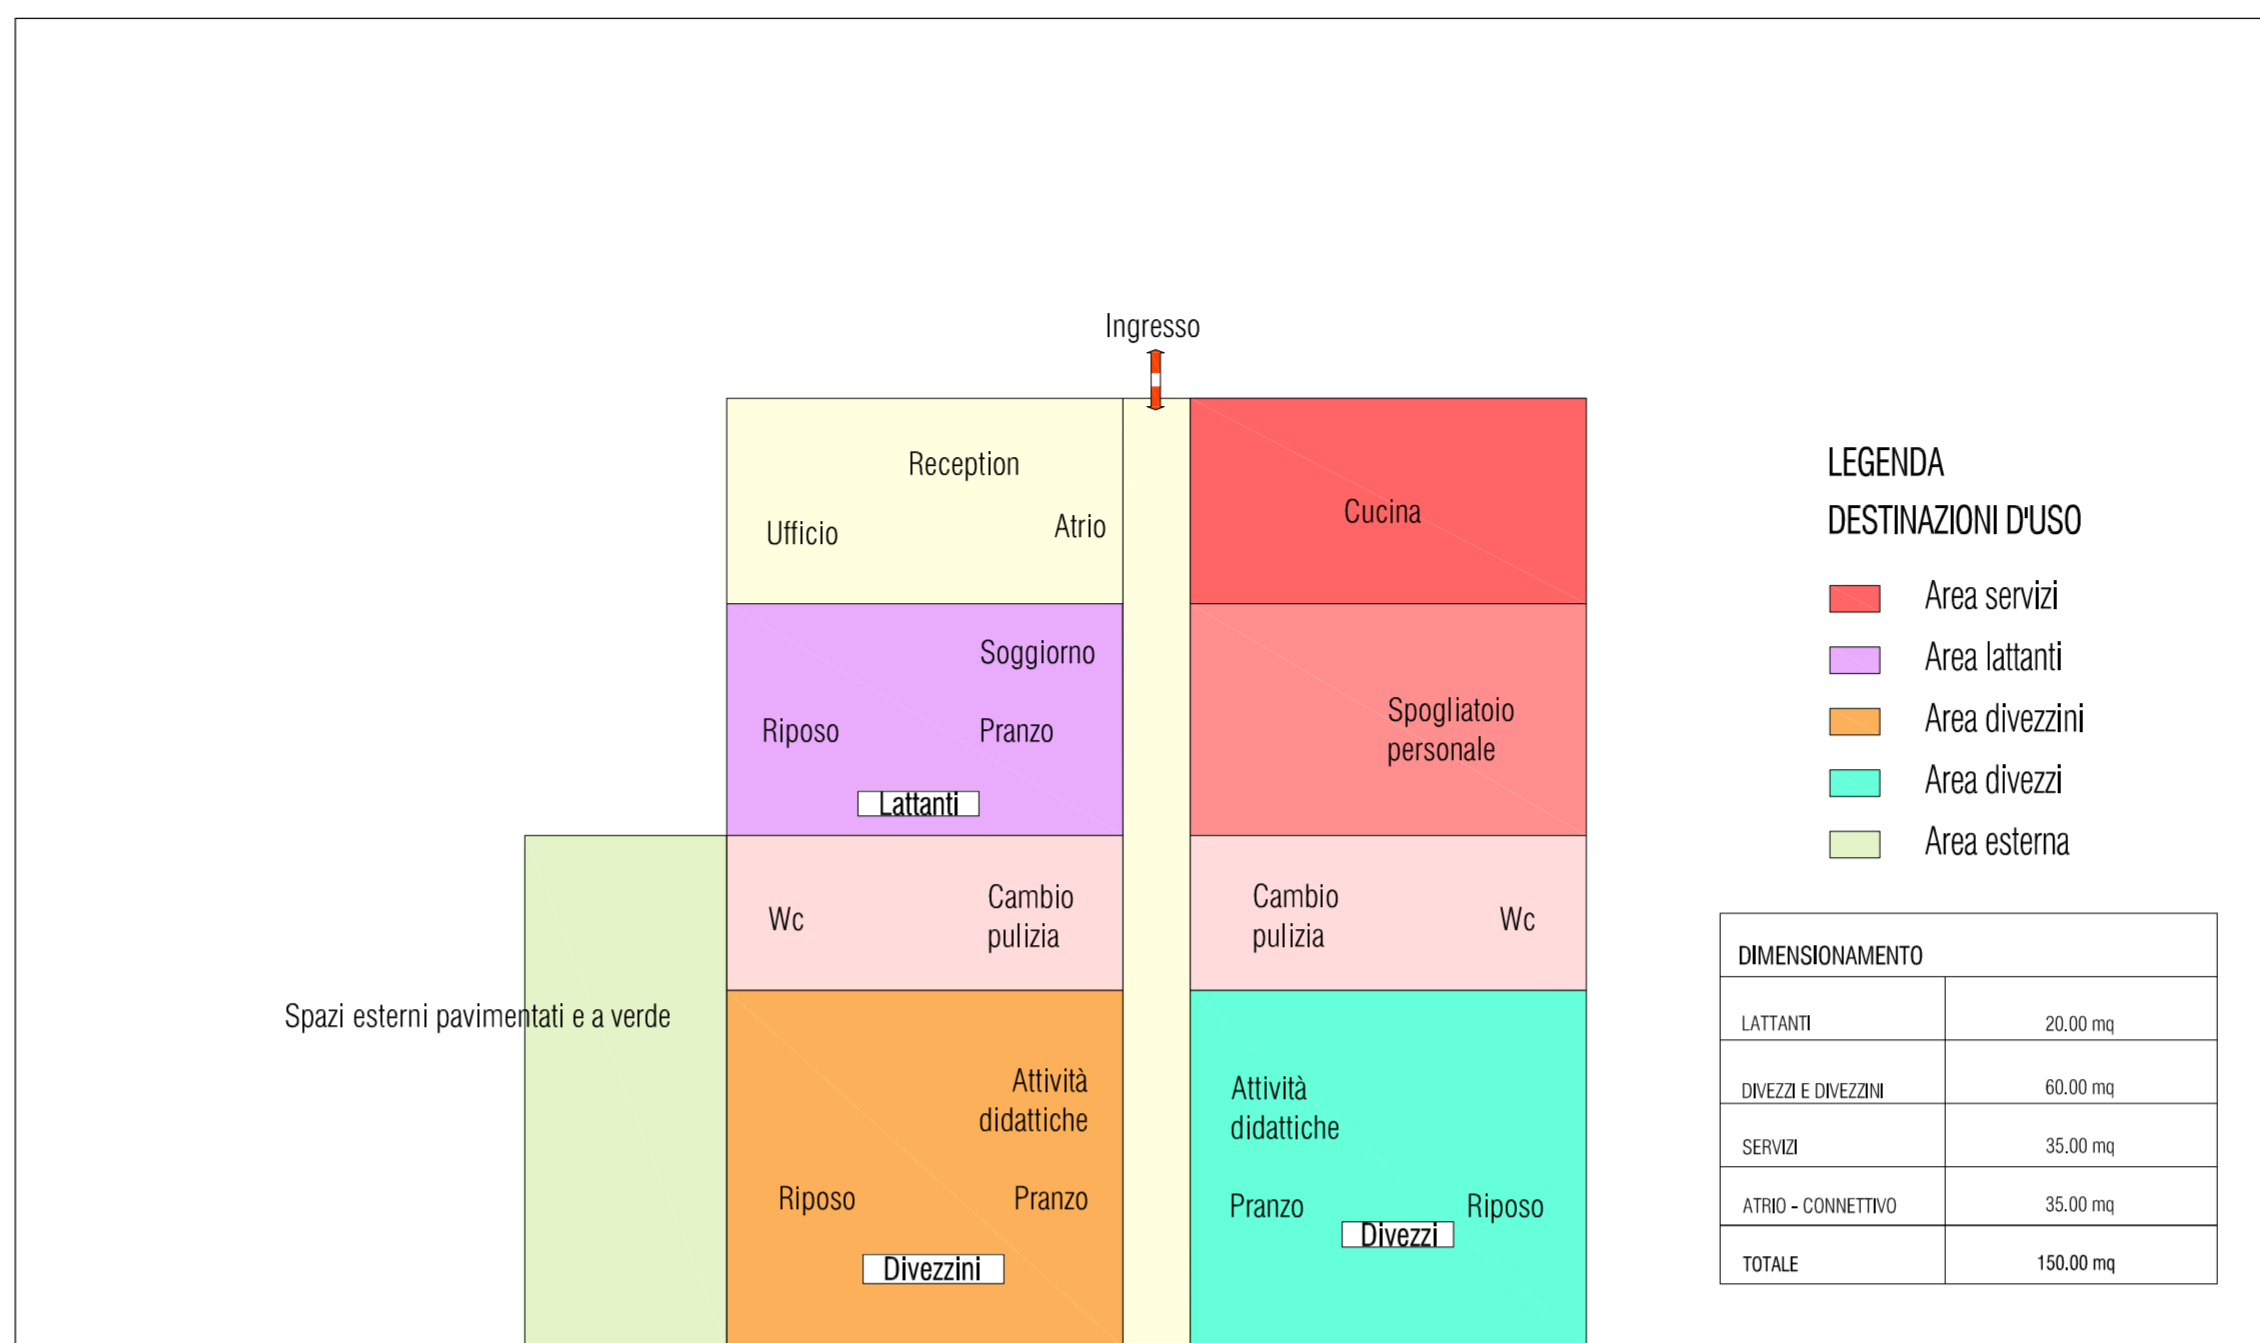 Ingresso
Reception
Ufficio
Atrio
Cucina
Soggiorno
Riposo
Pranzo
Lattanti
Spogliatoio
personale
Wc
Cambio
pulizia
Cambio
pulizia
Wc
Spazi esterni pavimentati e a verde
Attività
didattiche
Riposo
Pranzo
Divezzini
Attività
didattiche
Pranzo
Riposo
Divezzi
LEGENDA
DESTINAZIONI D'USO
Area servizi
Area lattanti
Area divezzini
Area divezzi
Area esterna
DIMENSIONAMENTO
LATTANTI 20.00 mq
DIVEZZI E DIVEZZINI 60.00 mq
SERVIZI 35.00 mq
ATRIO - CONNETTIVO 35.00 mq
TOTALE 150.00 mq